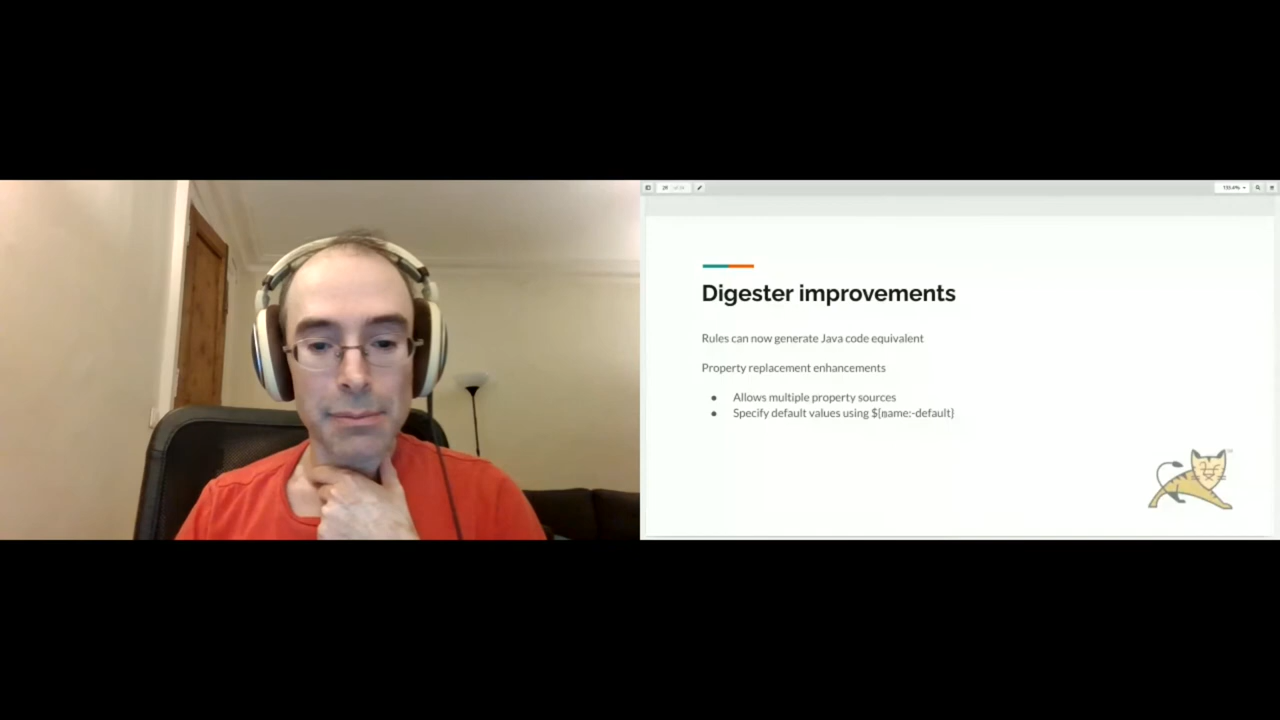 Digester improvements
Rules can now generate Java code equivalent
Property replacement enhancements
● Allows multiple property sources
● Specify default values using ${name:-default}